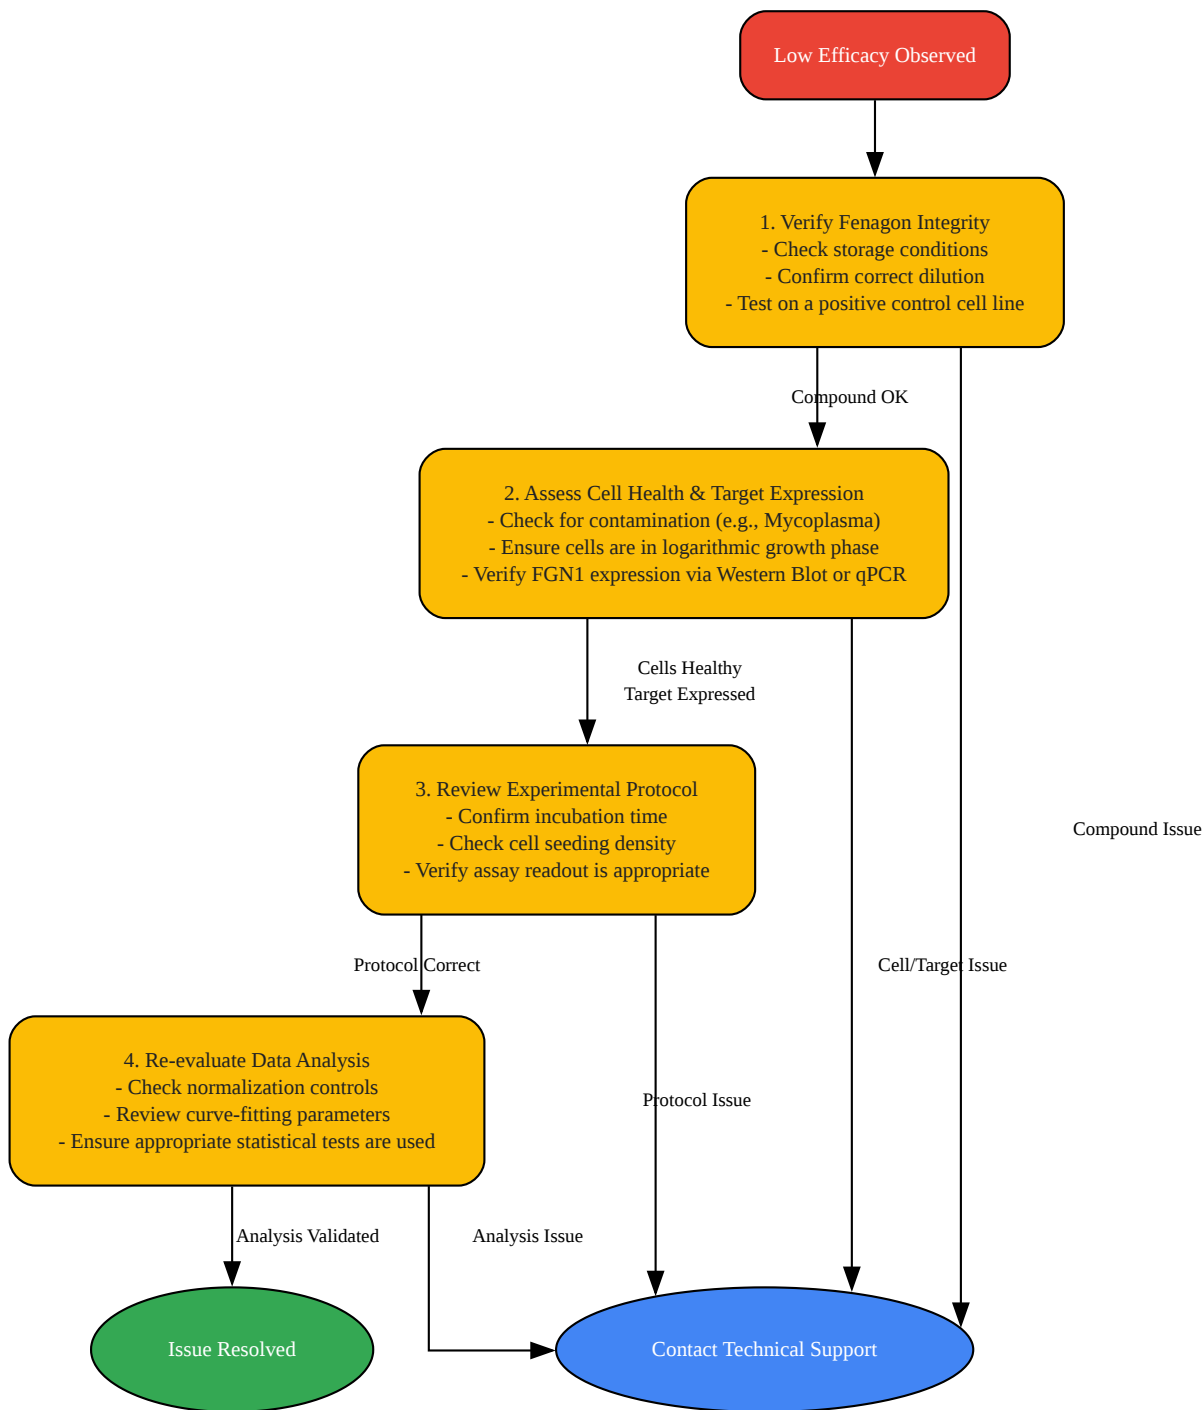 Low Efficacy Observed
1. Verify Fenagon Integrity
- Check storage conditions
- Confirm correct dilution
- Test on a positive control cell line
Compound OK
2. Assess Cell Health & Target Expression
- Check for contamination (e.g., Mycoplasma)
- Ensure cells are in logarithmic growth phase
- Verify FGN1 expression via Western Blot or qPCR
Cells Healthy
Target Expressed
3. Review Experimental Protocol
- Confirm incubation time
- Check cell seeding density
- Verify assay readout is appropriate
Compound Issue
Protocol Correct
Cell/Target Issue
4. Re-evaluate Data Analysis
- Check normalization controls
- Review curve-fitting parameters
- Ensure appropriate statistical tests are used
Protocol Issue
Analysis Validated
Analysis Issue
Issue Resolved
Contact Technical Support